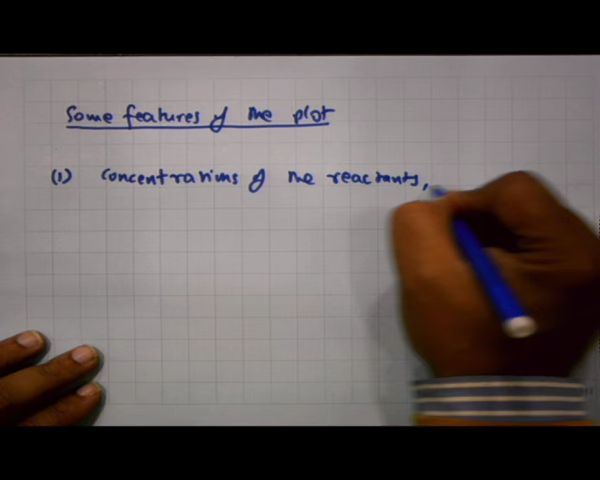 Some features of the plot
(1) Concentrations of the reactants,